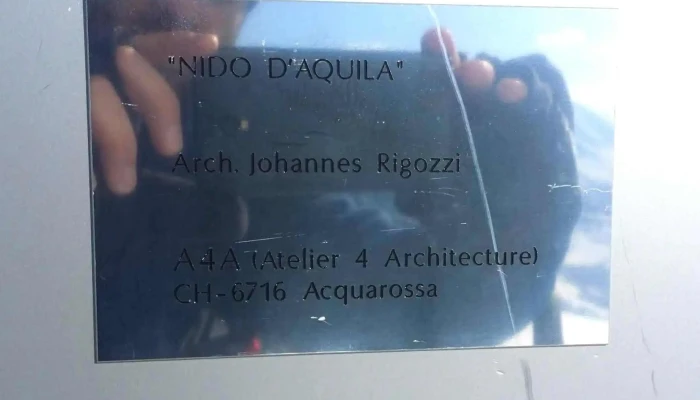 "NIDO D'AQUILA"
Arch. Johannes Rigozzi
A4A (Atelier 4 Architecture)
CH-6716 Acquarossa